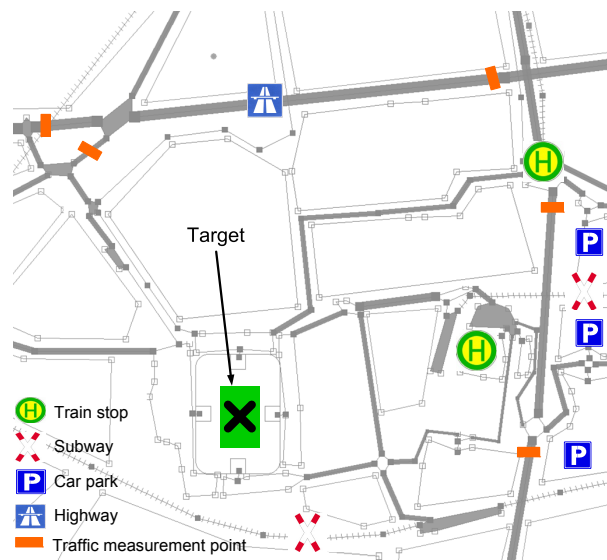 H
P
Target
P
H
H Train stop
Subway
P
P Car park
Highway
Traffic measurement point